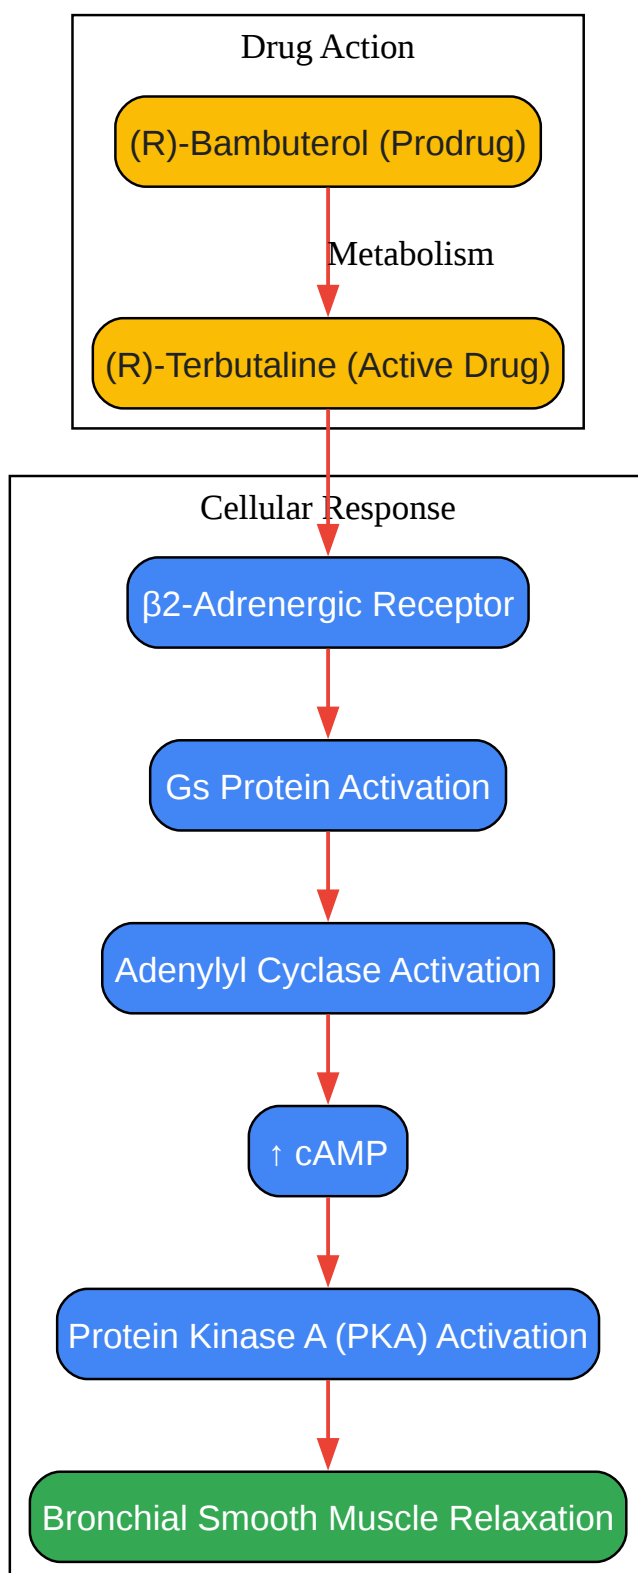 Drug Action
(R)-Bambuterol (Prodrug)
Metabolism
(R)-Terbutaline (Active Drug)
Cellular Response
β2-Adrenergic Receptor
Gs Protein Activation
Adenylyl Cyclase Activation
↑ cAMP
Protein Kinase A (PKA) Activation
Bronchial Smooth Muscle Relaxation